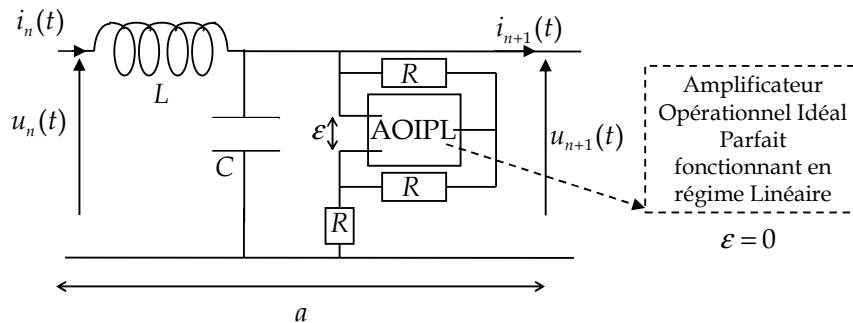 i_n(t)
i_{n+1}(t)
L
R
u_n(t)
ε
AOIPL
u_{n+1}(t)
C
R
R
a
Amplificateur
Opérationnel Idéal
Parfait
fonctionnant en
régime Linéaire
ε = 0